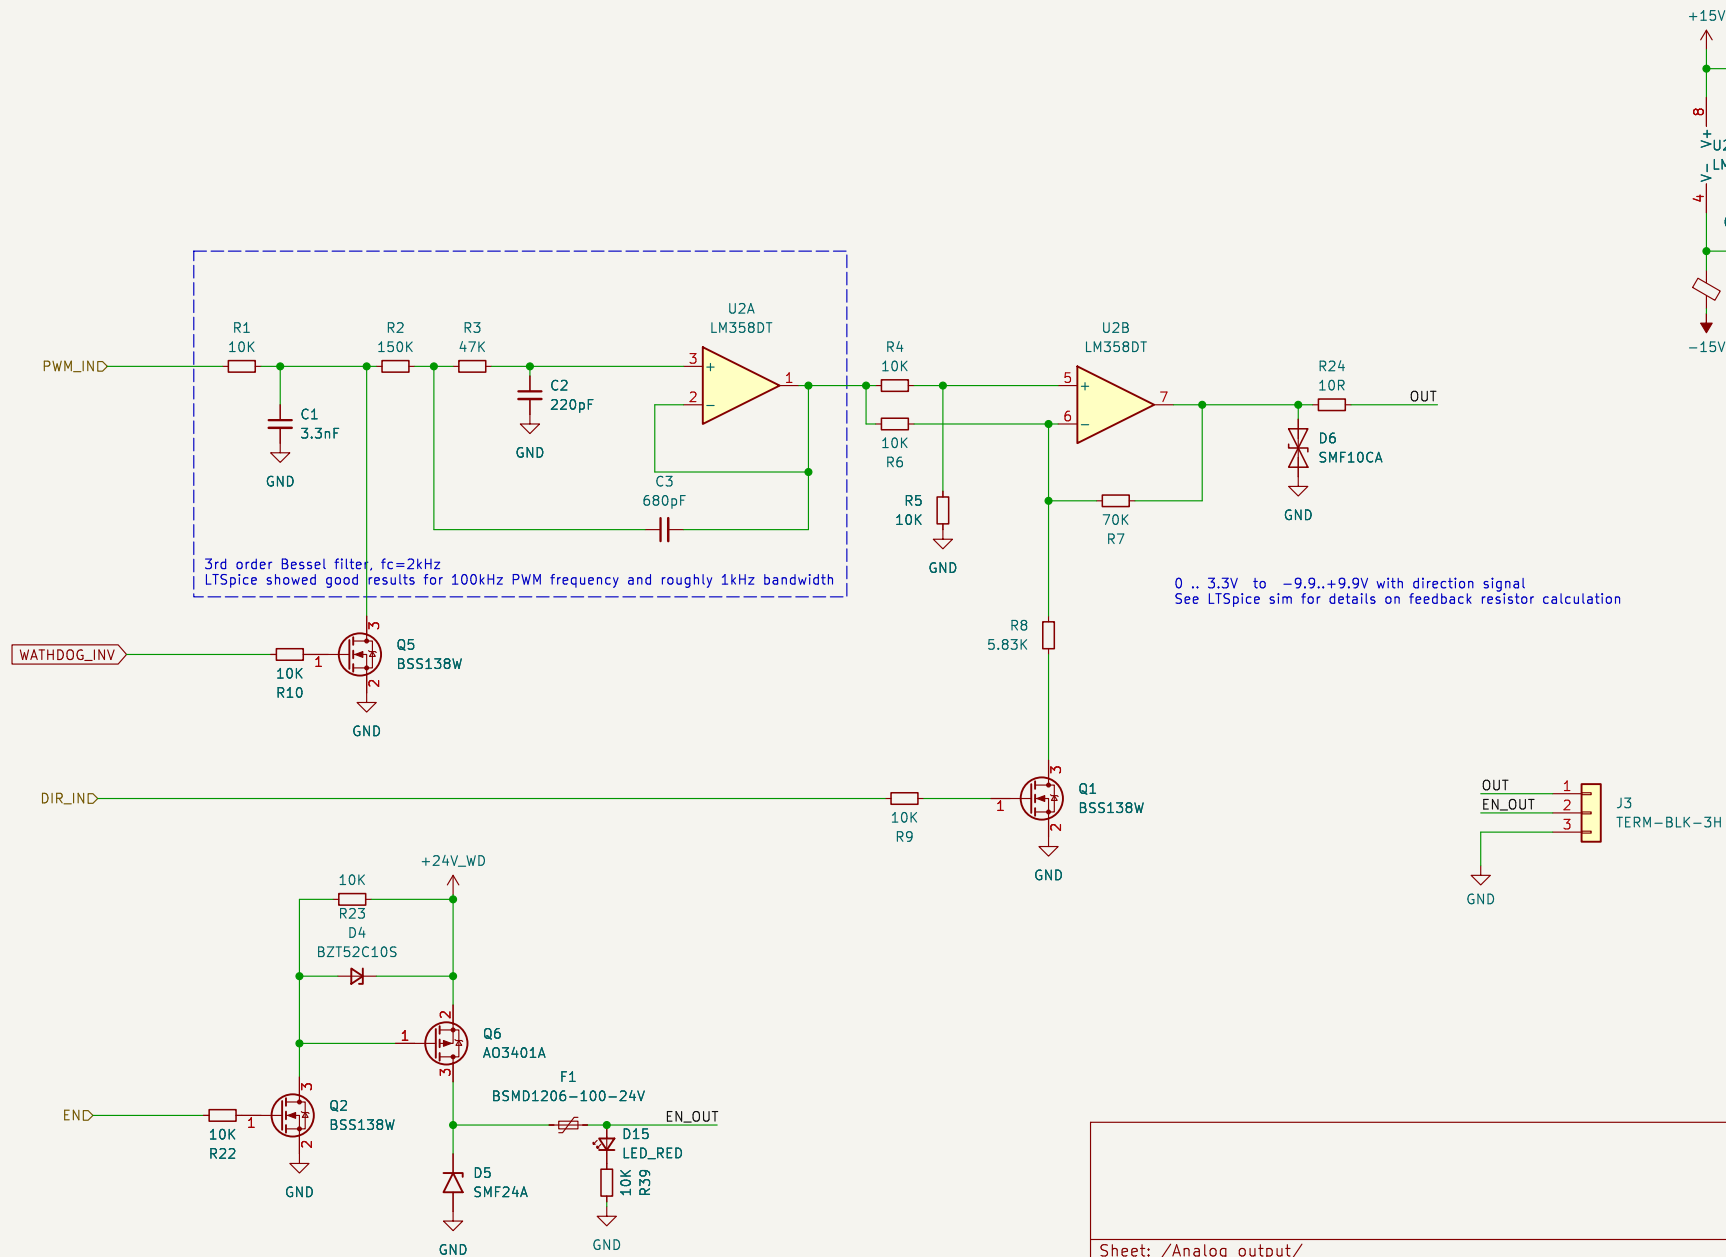 +15V
8
V+
V-
4
-15V
U2A
LM358DT
R1
10K
R2
150K
R3
47K
PWM_IN
3
+
2
-
1
C1
3.3nF
GND
C2
220pF
GND
C3
680pF
3rd order Bessel filter, fc=2kHz
LTSpice showed good results for 100kHz PWM frequency and roughly 1kHz bandwidth
R4
10K
10K
R6
R5
10K
GND
U2B
LM358DT
5
+
6
-
7
70K
R7
R24
10R
OUT
D6
SMF10CA
GND
0 .. 3.3V  to  -9.9..+9.9V with direction signal
See LTSpice sim for details on feedback resistor calculation
R8
5.83K
WATHDOG_INV
10K
R10
1
3
2
Q5
BSS138W
GND
DIR_IN
10K
R9
1
3
2
Q1
BSS138W
GND
OUT
EN_OUT
1
2
3
J3
TERM-BLK-3H
GND
+24V_WD
10K
R23
D4
BZT52C10S
1
2
3
Q6
AO3401A
EN
10K
R22
1
3
2
Q2
BSS138W
GND
F1
BSMD1206-100-24V
EN_OUT
D15
LED_RED
10K
R39
GND
D5
SMF24A
GND
Sheet: /Analog output/